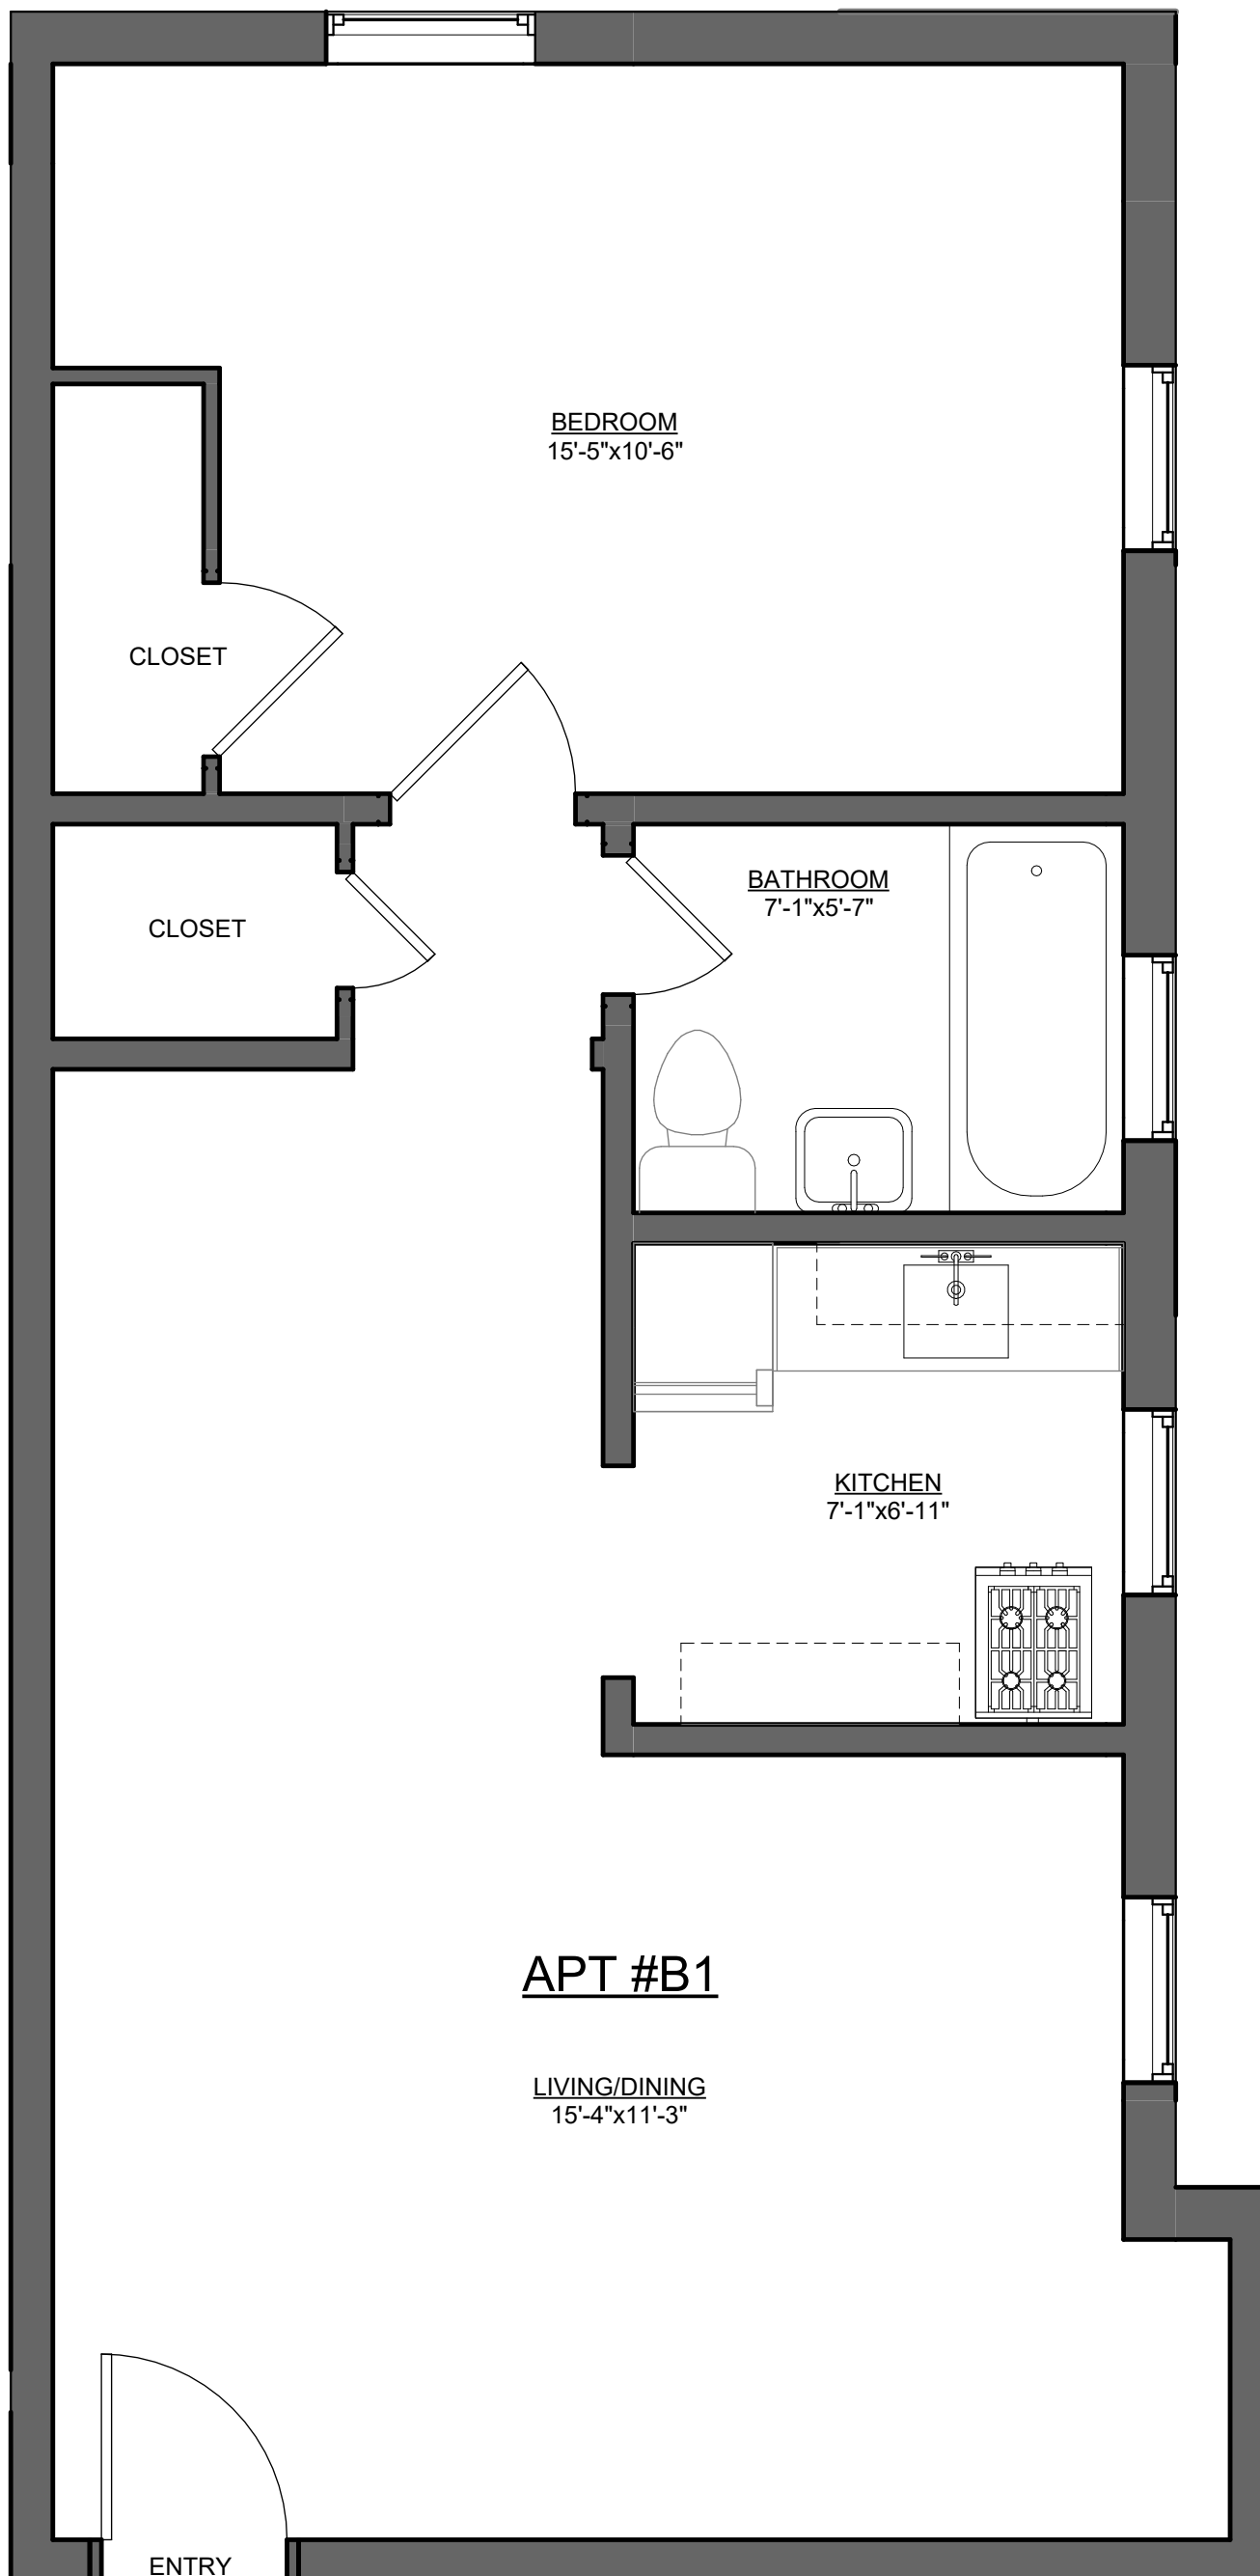 BEDROOM
15'-5"x10'-6"
CLOSET
BATHROOM
7'-1"x5'-7"
CLOSET
KITCHEN
7'-1"x6'-11"
APT #B1
LIVING/DINING
15'-4"x11'-3"
ENTRY